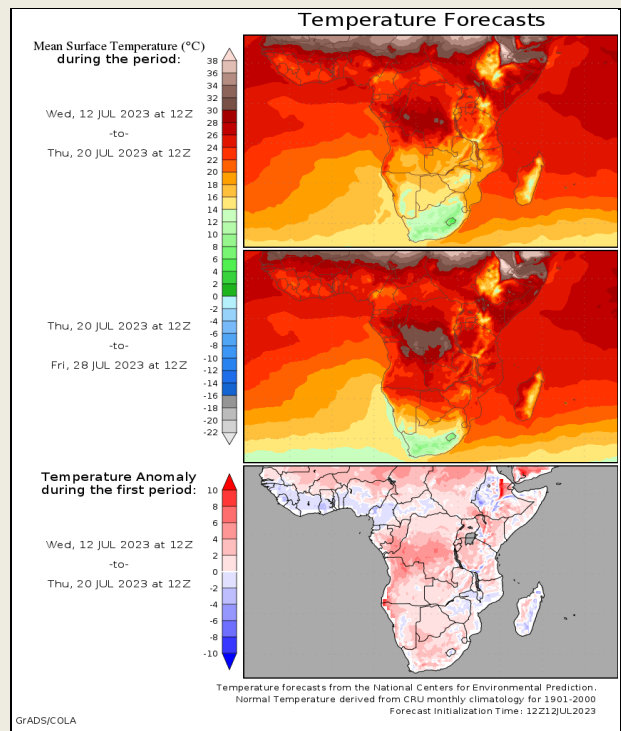 Temperature Forecasts
Mean Surface Temperature (°C)
during the period:
38
36
34
32
30
28
26
24
22
20
18
16
14
12
10
8
6
4
2
0
-2
-4
-6
-8
-10
-12
-14
-16
-18
-20
-22
Wed, 12 JUL 2023 at 12Z
-to-
Thu, 20 JUL 2023 at 12Z
Thu, 20 JUL 2023 at 12Z
-to-
Fri, 28 JUL 2023 at 12Z
Temperature Anomaly
during the first period:
10
8
6
4
2
0
-2
-4
-6
-8
-10
Wed, 12 JUL 2023 at 12Z
-to-
Thu, 20 JUL 2023 at 12Z
Temperature forecasts from the National Centers for Environmental Prediction.
Normal Temperature derived from CRU monthly climatology for 1901-2000
Forecast Initialization Time: 12Z12JUL2023
GrADS/COLA